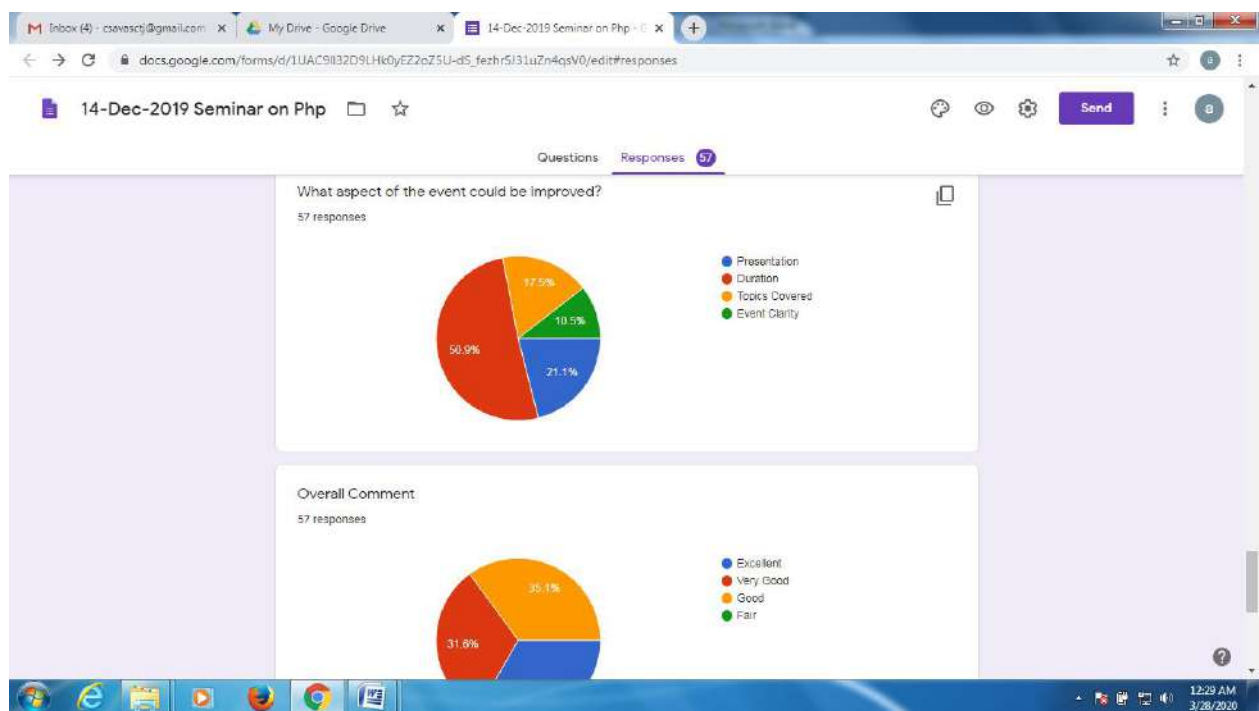 Inbox (4) - csavasctj@gmail.com
My Drive - Google Drive
14-Dec-2019 Seminar on Php -
docs.google.com/forms/d/1UAC9II32D9LHk0yEZ2oZ5U-dS_fezhr5J31uZn4qsV0/edit#responses
14-Dec-2019 Seminar on Php
Send
a
Questions Responses 57
What aspect of the event could be improved?
57 responses
17.5%
10.5%
50.9%
21.1%
Presentation
Duration
Topics Covered
Event Clarity
Overall Comment
57 responses
35.1%
31.6%
Excellent
Very Good
Good
Fair
12:29 AM
3/28/2020